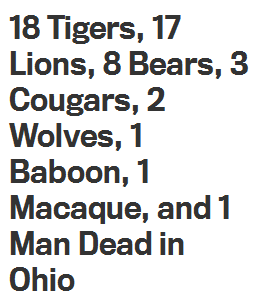 18 Tigers, 17
Lions, 8 Bears, 3
Cougars, 2
Wolves, 1
Baboon, 1
Macaque, and 1
Man Dead in
Ohio